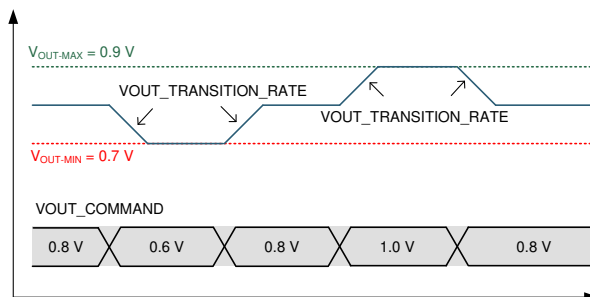 VOUT-MAX = 0.9 V
VOUT_TRANSITION_RATE
VOUT_TRANSITION_RATE
VOUT-MIN = 0.7 V
VOUT_COMMAND
0.8 V 0.6 V 0.8 V 1.0 V 0.8 V